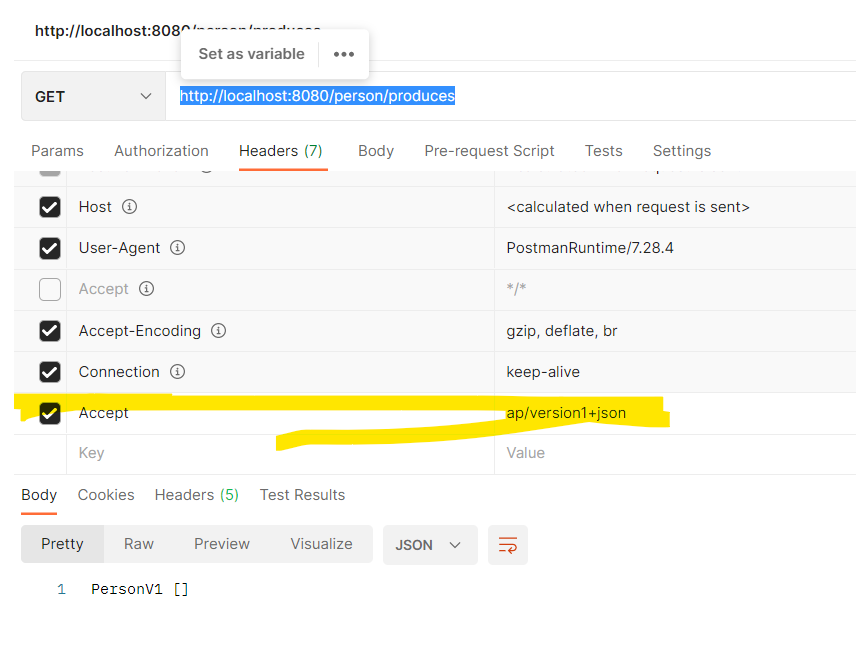 http://localhost:8080/person/produces
Set as variable •••
GET http://localhost:8080/person/produces
Params Authorization Headers (7) Body Pre-request Script Tests Settings
Host <calculated when request is sent>
User-Agent PostmanRuntime/7.28.4
Accept */*
Accept-Encoding gzip, deflate, br
Connection keep-alive
Accept ap/version1+json
Key Value
Body Cookies Headers (5) Test Results
Pretty Raw Preview Visualize JSON
1 PersonV1 []